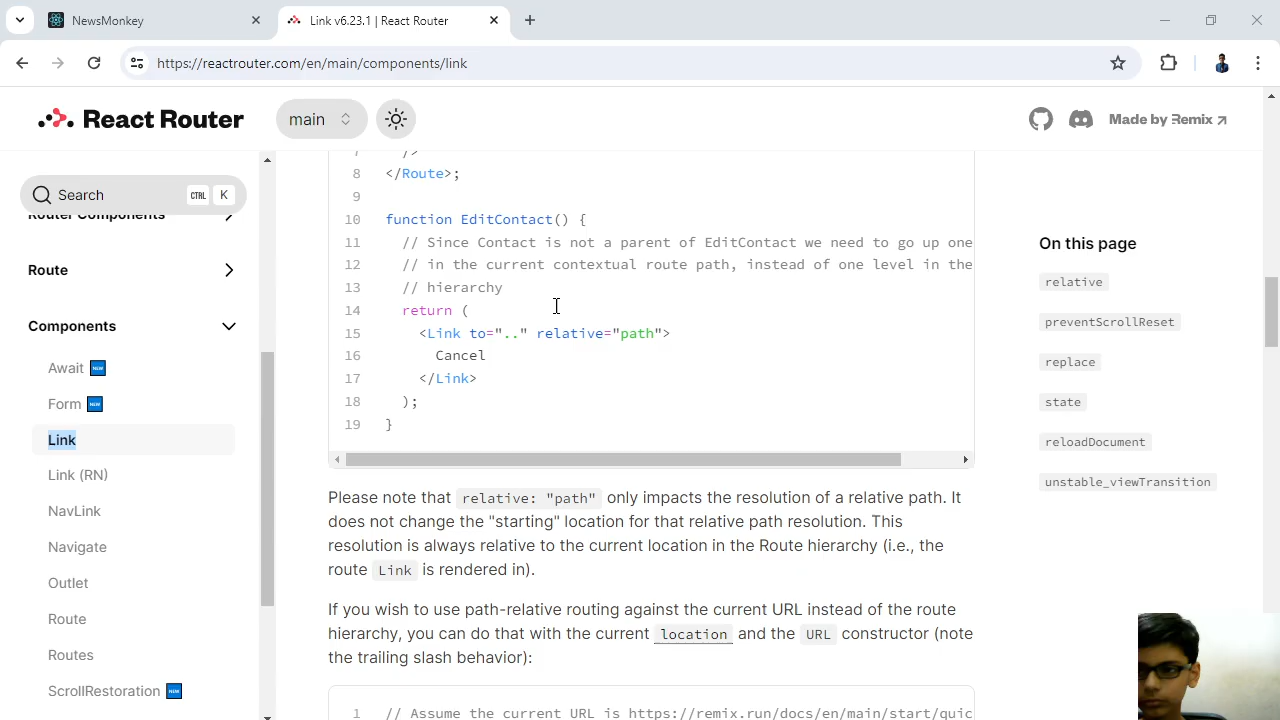 NewsMonkey
Link v6.23.1 | React Router
https://reactrouter.com/en/main/components/link
React Router
main
Made by Remix ↗
Search
CTRL
K
Router Components
Route
Components
Await NEW
Form NEW
Link
Link (RN)
NavLink
Navigate
Outlet
Route
Routes
ScrollRestoration NEW
7 />
8 </Route>;
9
10 function EditContact() {
11 // Since Contact is not a parent of EditContact we need to go up one
12 // in the current contextual route path, instead of one level in the
13 // hierarchy
14 return (
15 <Link to=".." relative="path">
16 Cancel
17 </Link>
18 );
19 }
Please note that relative: "path" only impacts the resolution of a relative path. It
does not change the "starting" location for that relative path resolution. This
resolution is always relative to the current location in the Route hierarchy (i.e., the
route Link is rendered in).
If you wish to use path-relative routing against the current URL instead of the route
hierarchy, you can do that with the current location and the URL constructor (note
the trailing slash behavior):
1 // Assume the current URL is https://remix.run/docs/en/main/start/quic
On this page
relative
preventScrollReset
replace
state
reloadDocument
unstable_viewTransition